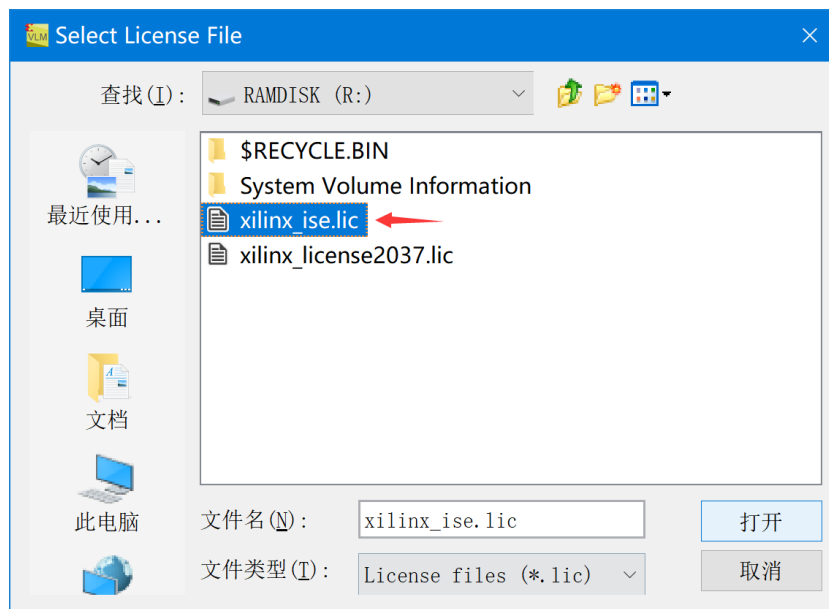 VLM Select License File
查找(I): RAMDISK (R:)
$RECYCLE.BIN
System Volume Information
xilinx_ise.lic
xilinx_license2037.lic
最近使用...
桌面
文档
此电脑
文件名(N): xilinx_ise.lic 打开
文件类型(T): License files (*.lic) 取消